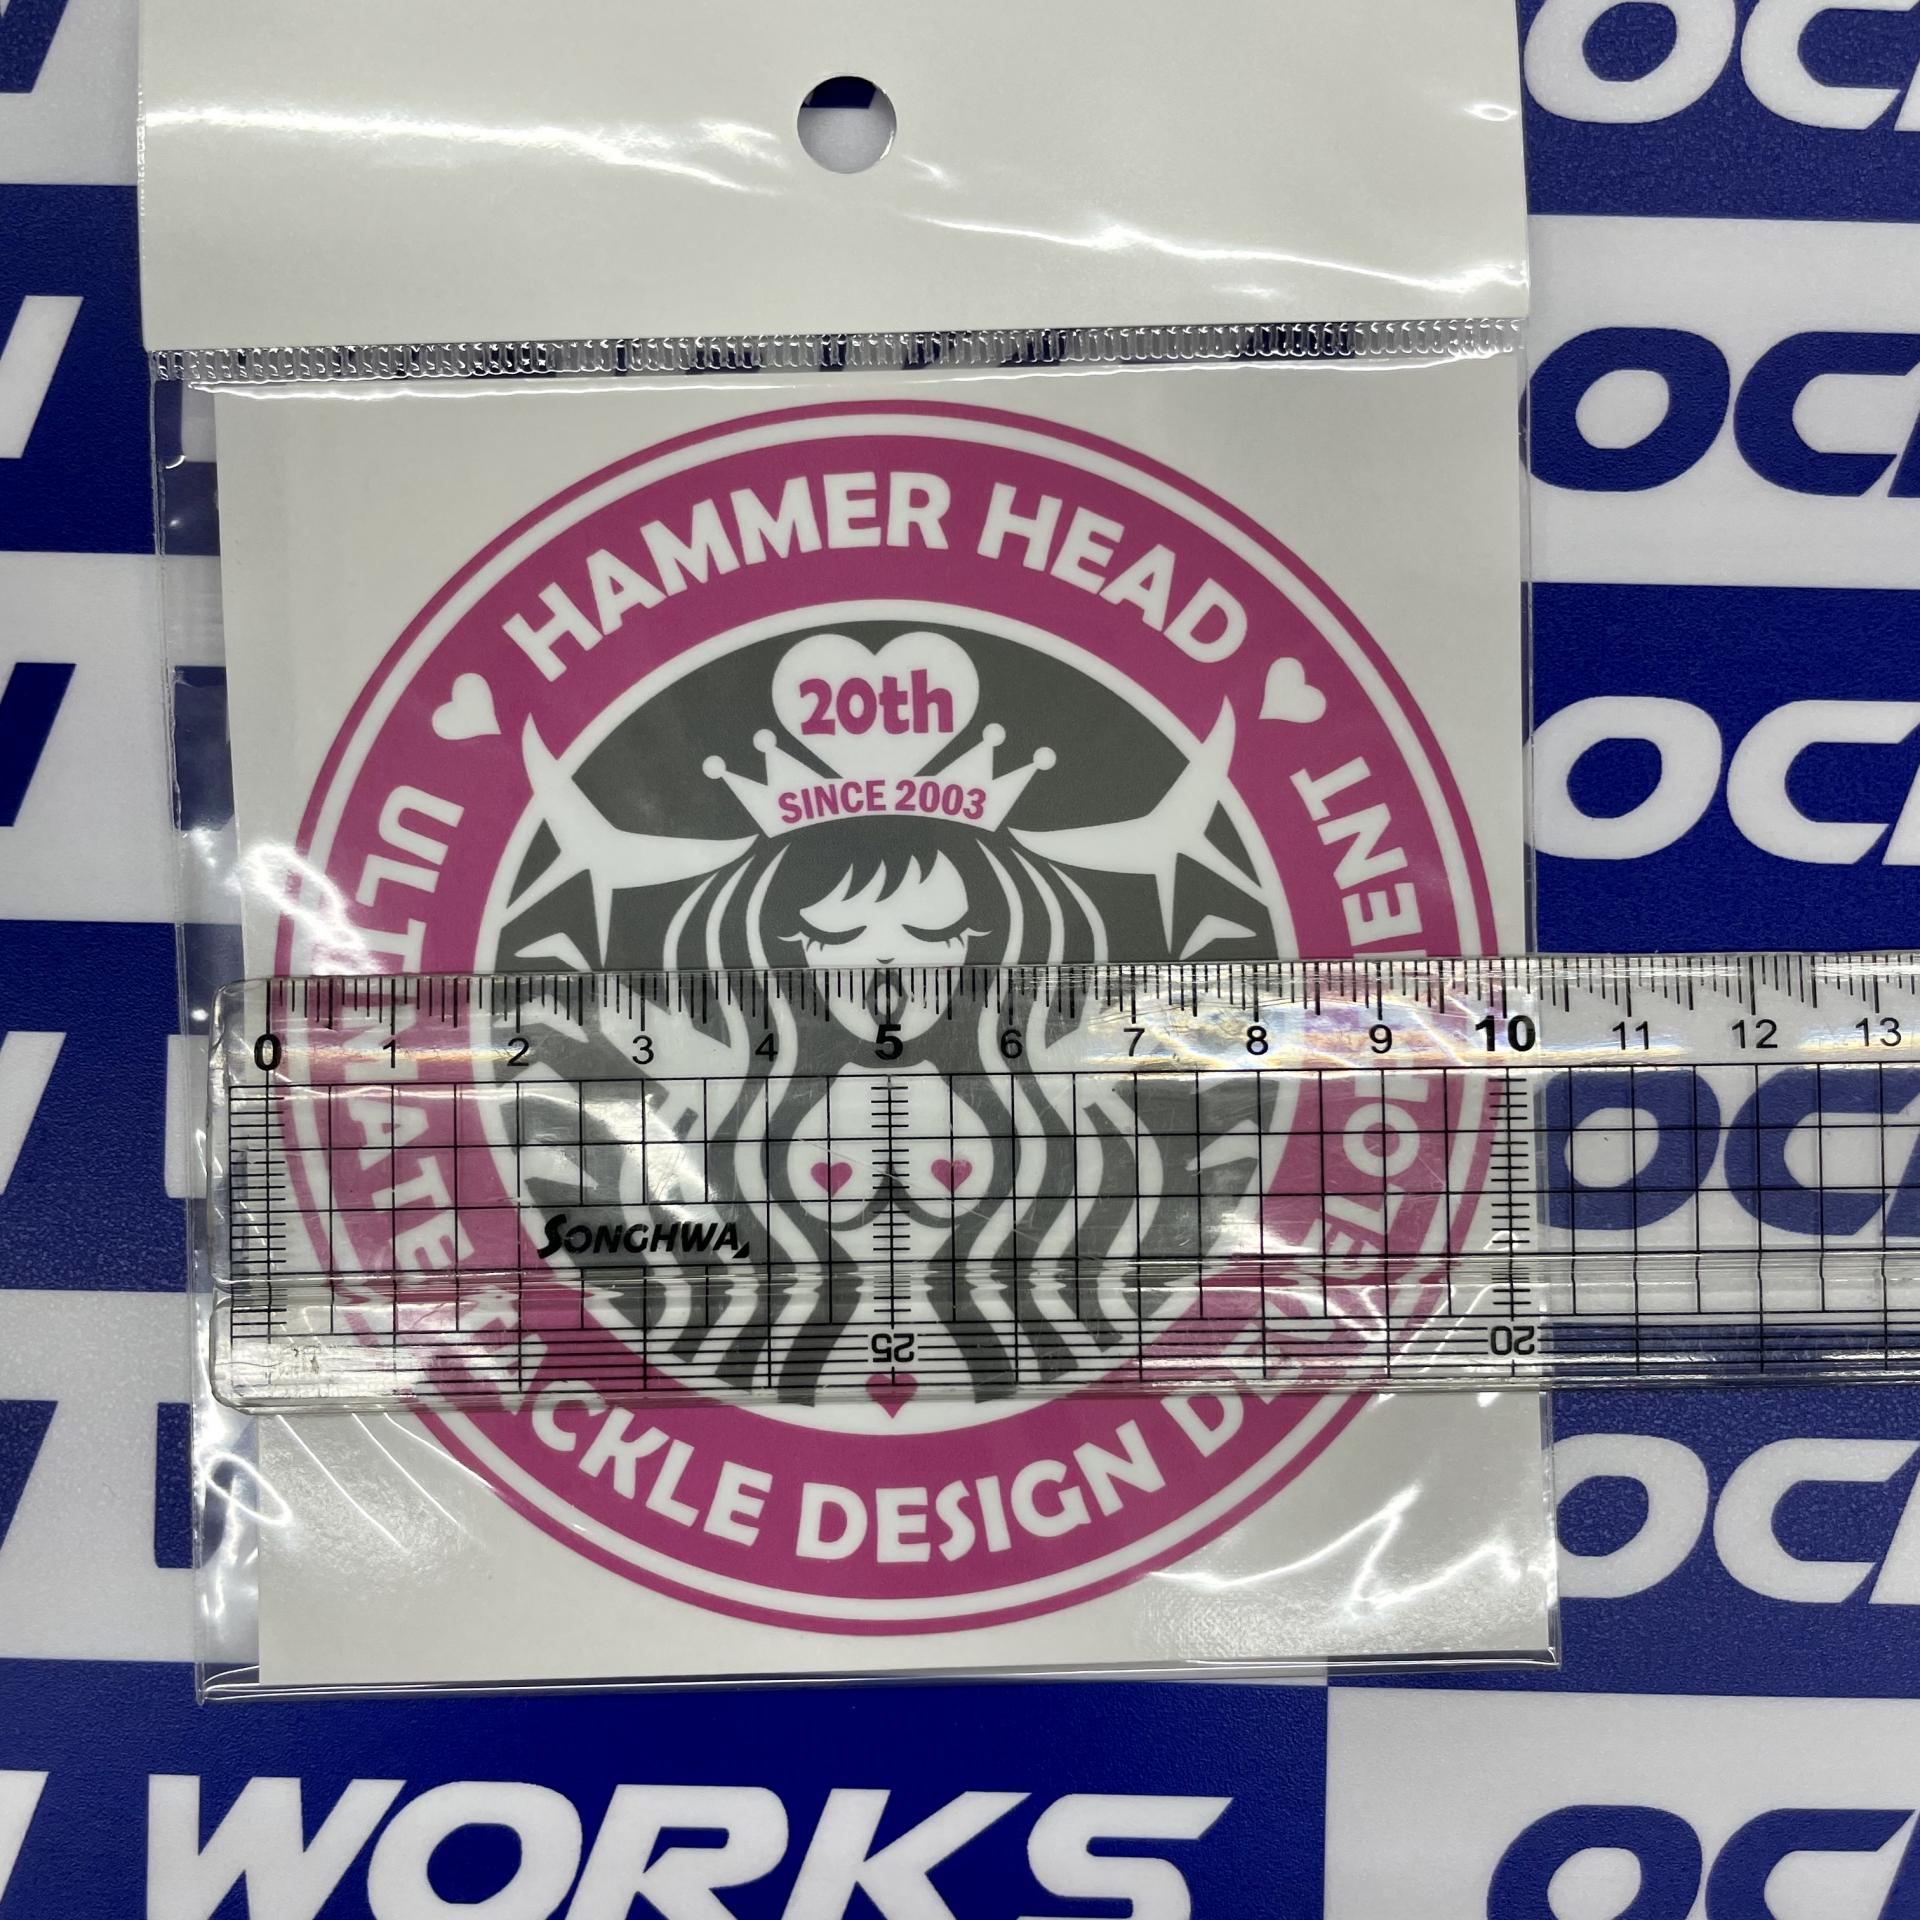 HAMMER HEAD
20th
SINCE 2003
ULTIMATE TACKLE DESIGN DEVELOPMENT
0 1 2 3 4 5 6 7 8 9 10 11 12 13
SONGHWA
25 20
WORKS